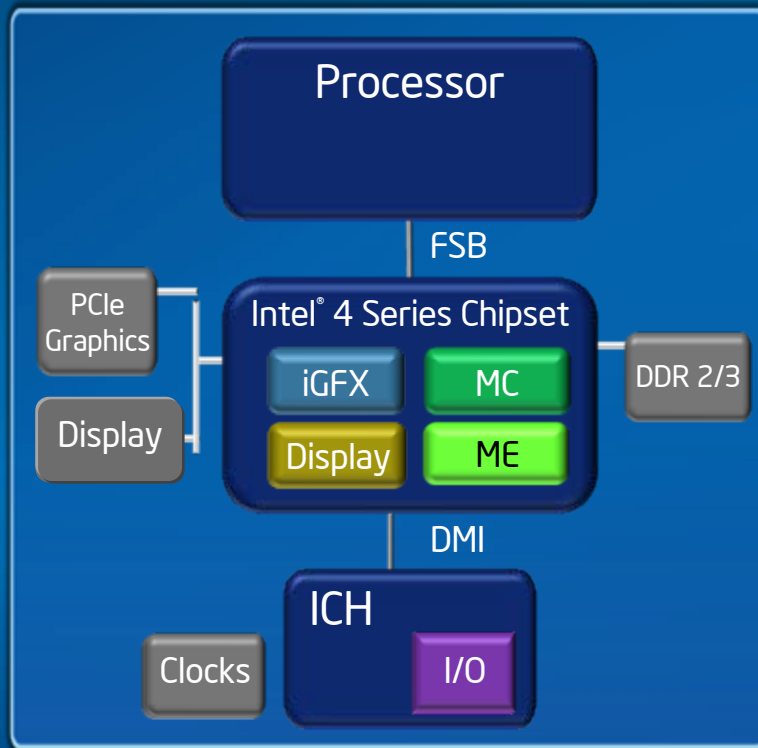 Processor
FSB
PCIe
Graphics
Intel® 4 Series Chipset
iGFX
MC
DDR 2/3
Display
Display
ME
DMI
ICH
Clocks
I/O